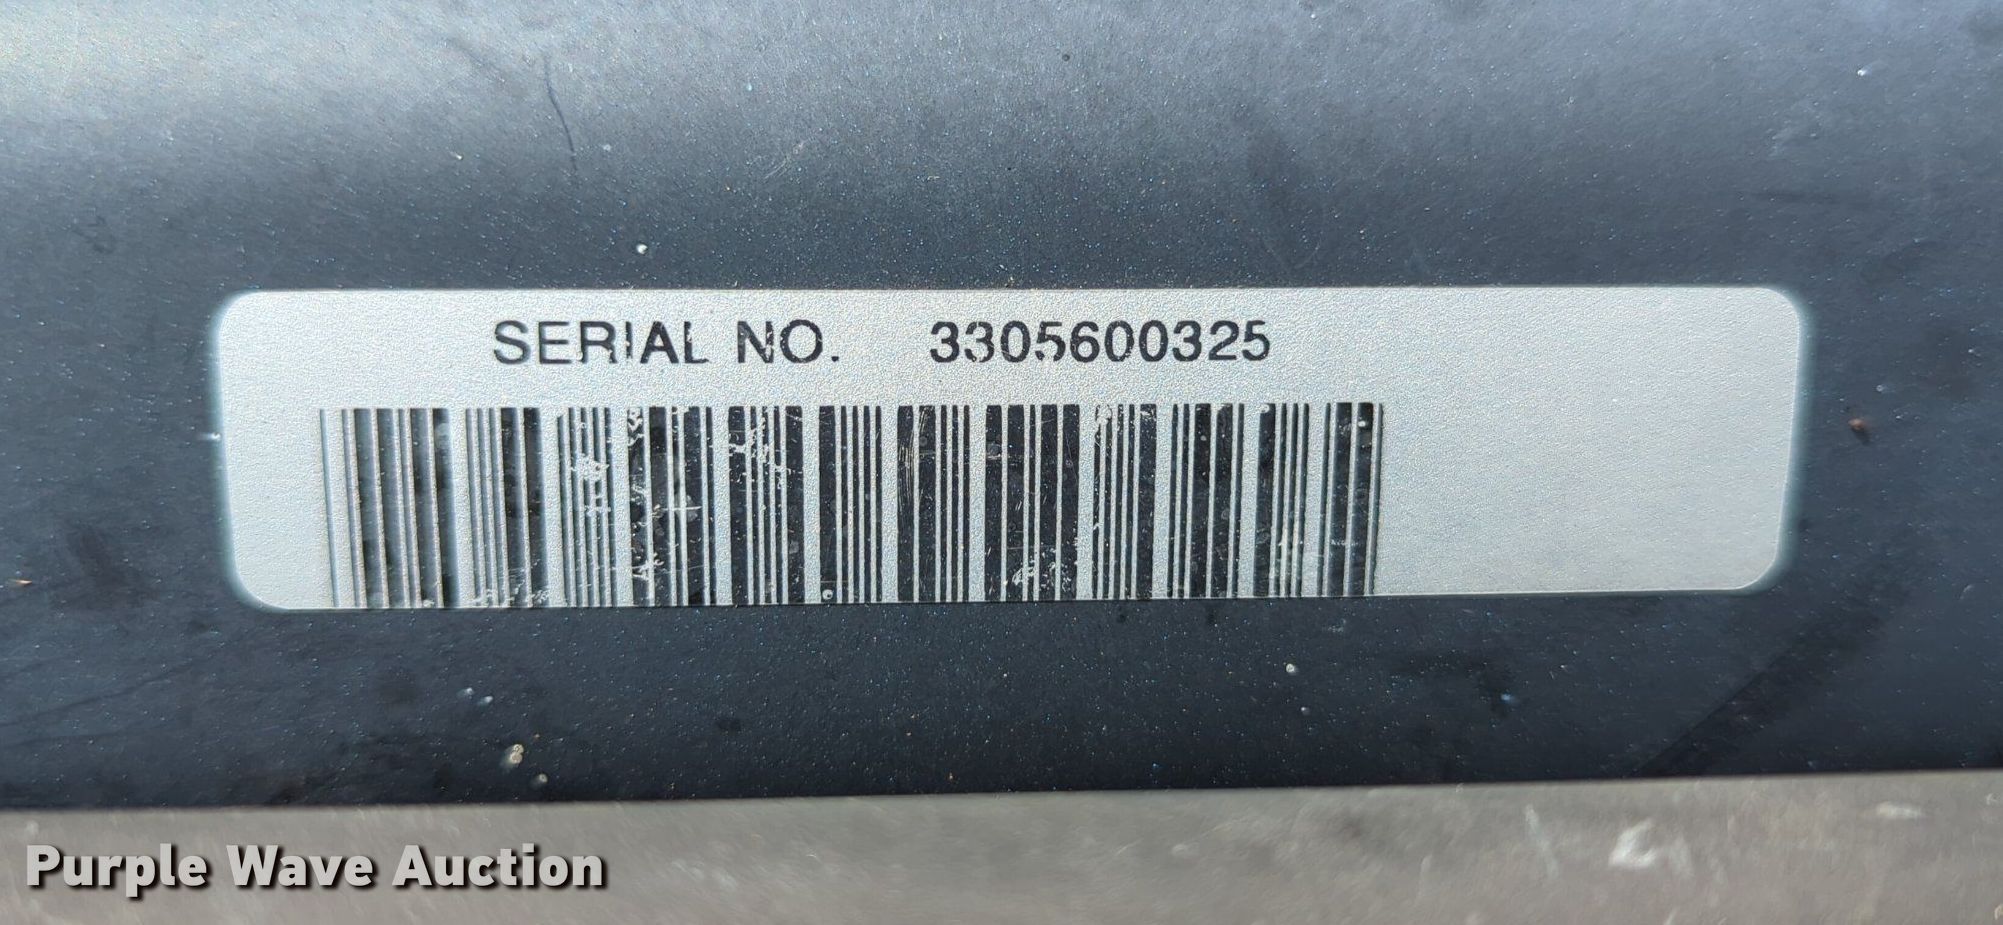 SERIAL NO. 3305600325
Purple Wave Auction